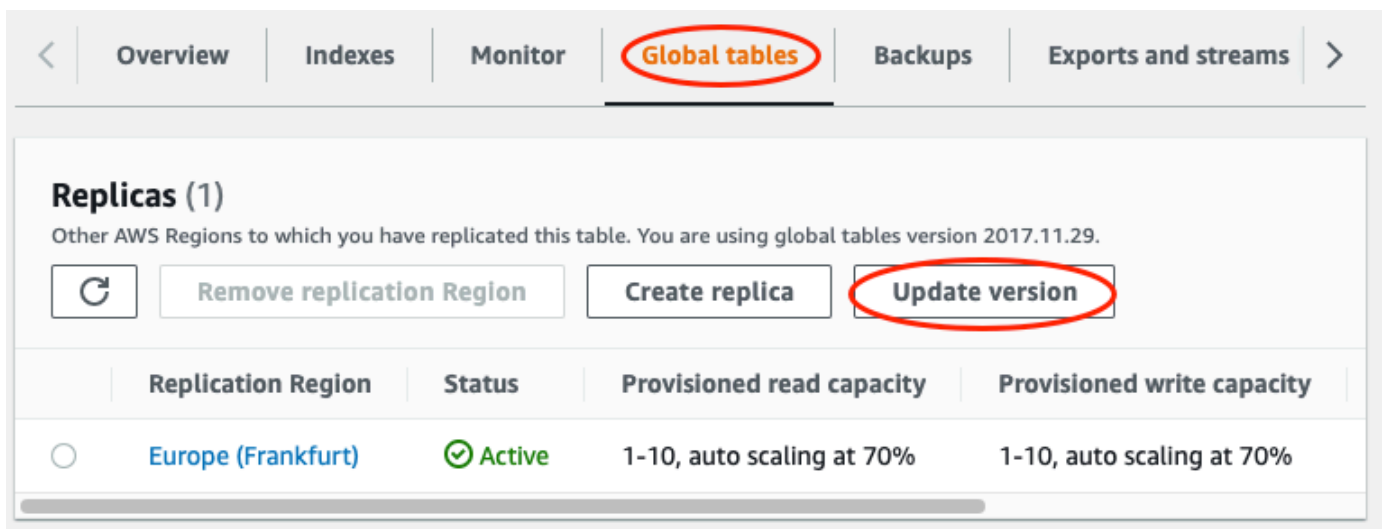 Overview Indexes Monitor Global tables Backups Exports and streams
Replicas (1)
Other AWS Regions to which you have replicated this table. You are using global tables version 2017.11.29.
Remove replication Region Create replica Update version
Replication Region Status Provisioned read capacity Provisioned write capacity
Europe (Frankfurt) Active 1-10, auto scaling at 70% 1-10, auto scaling at 70%